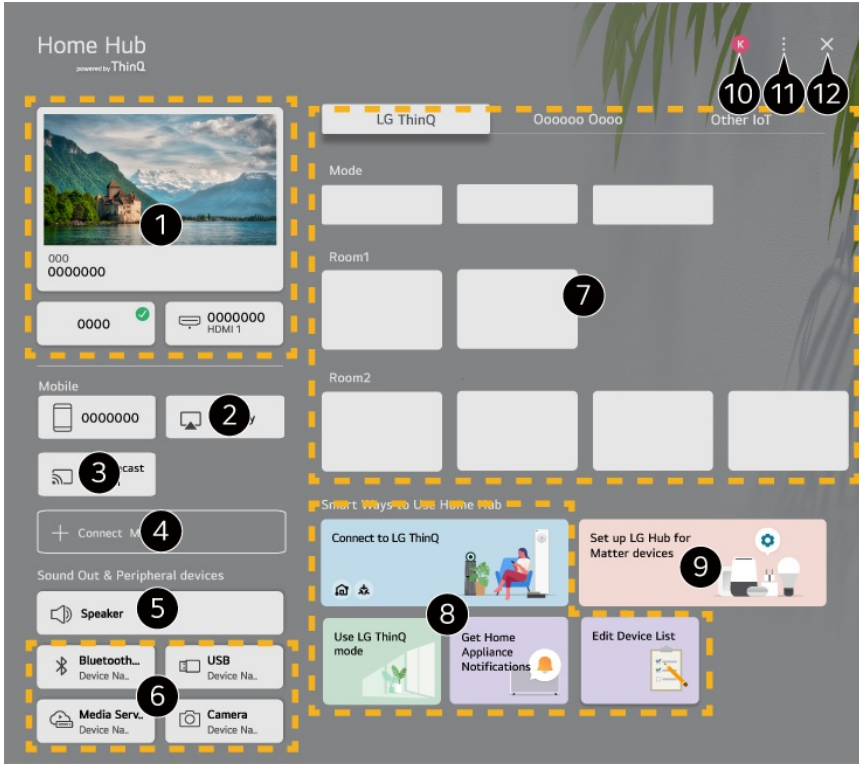 Home Hub
powered by ThinQ
K
10
11
12
1
000
0000000
0000
0000000
HDMI 1
Mobile
0000000
2
y
3
ecast
4
+ Connect M
Sound Out & Peripheral devices
Speaker
5
Bluetooth...
Device Na..
USB
Device Na..
6
Media Serv..
Device Na..
Camera
Device Na..
LG ThinQ
Oooooo Oooo
Other IoT
Mode
Room1
7
Room2
Smart Ways to Use Home Hub
Connect to LG ThinQ
Set up LG Hub for
Matter devices
9
8
Use LG ThinQ
mode
Get Home
Appliance
Notifications
Edit Device List